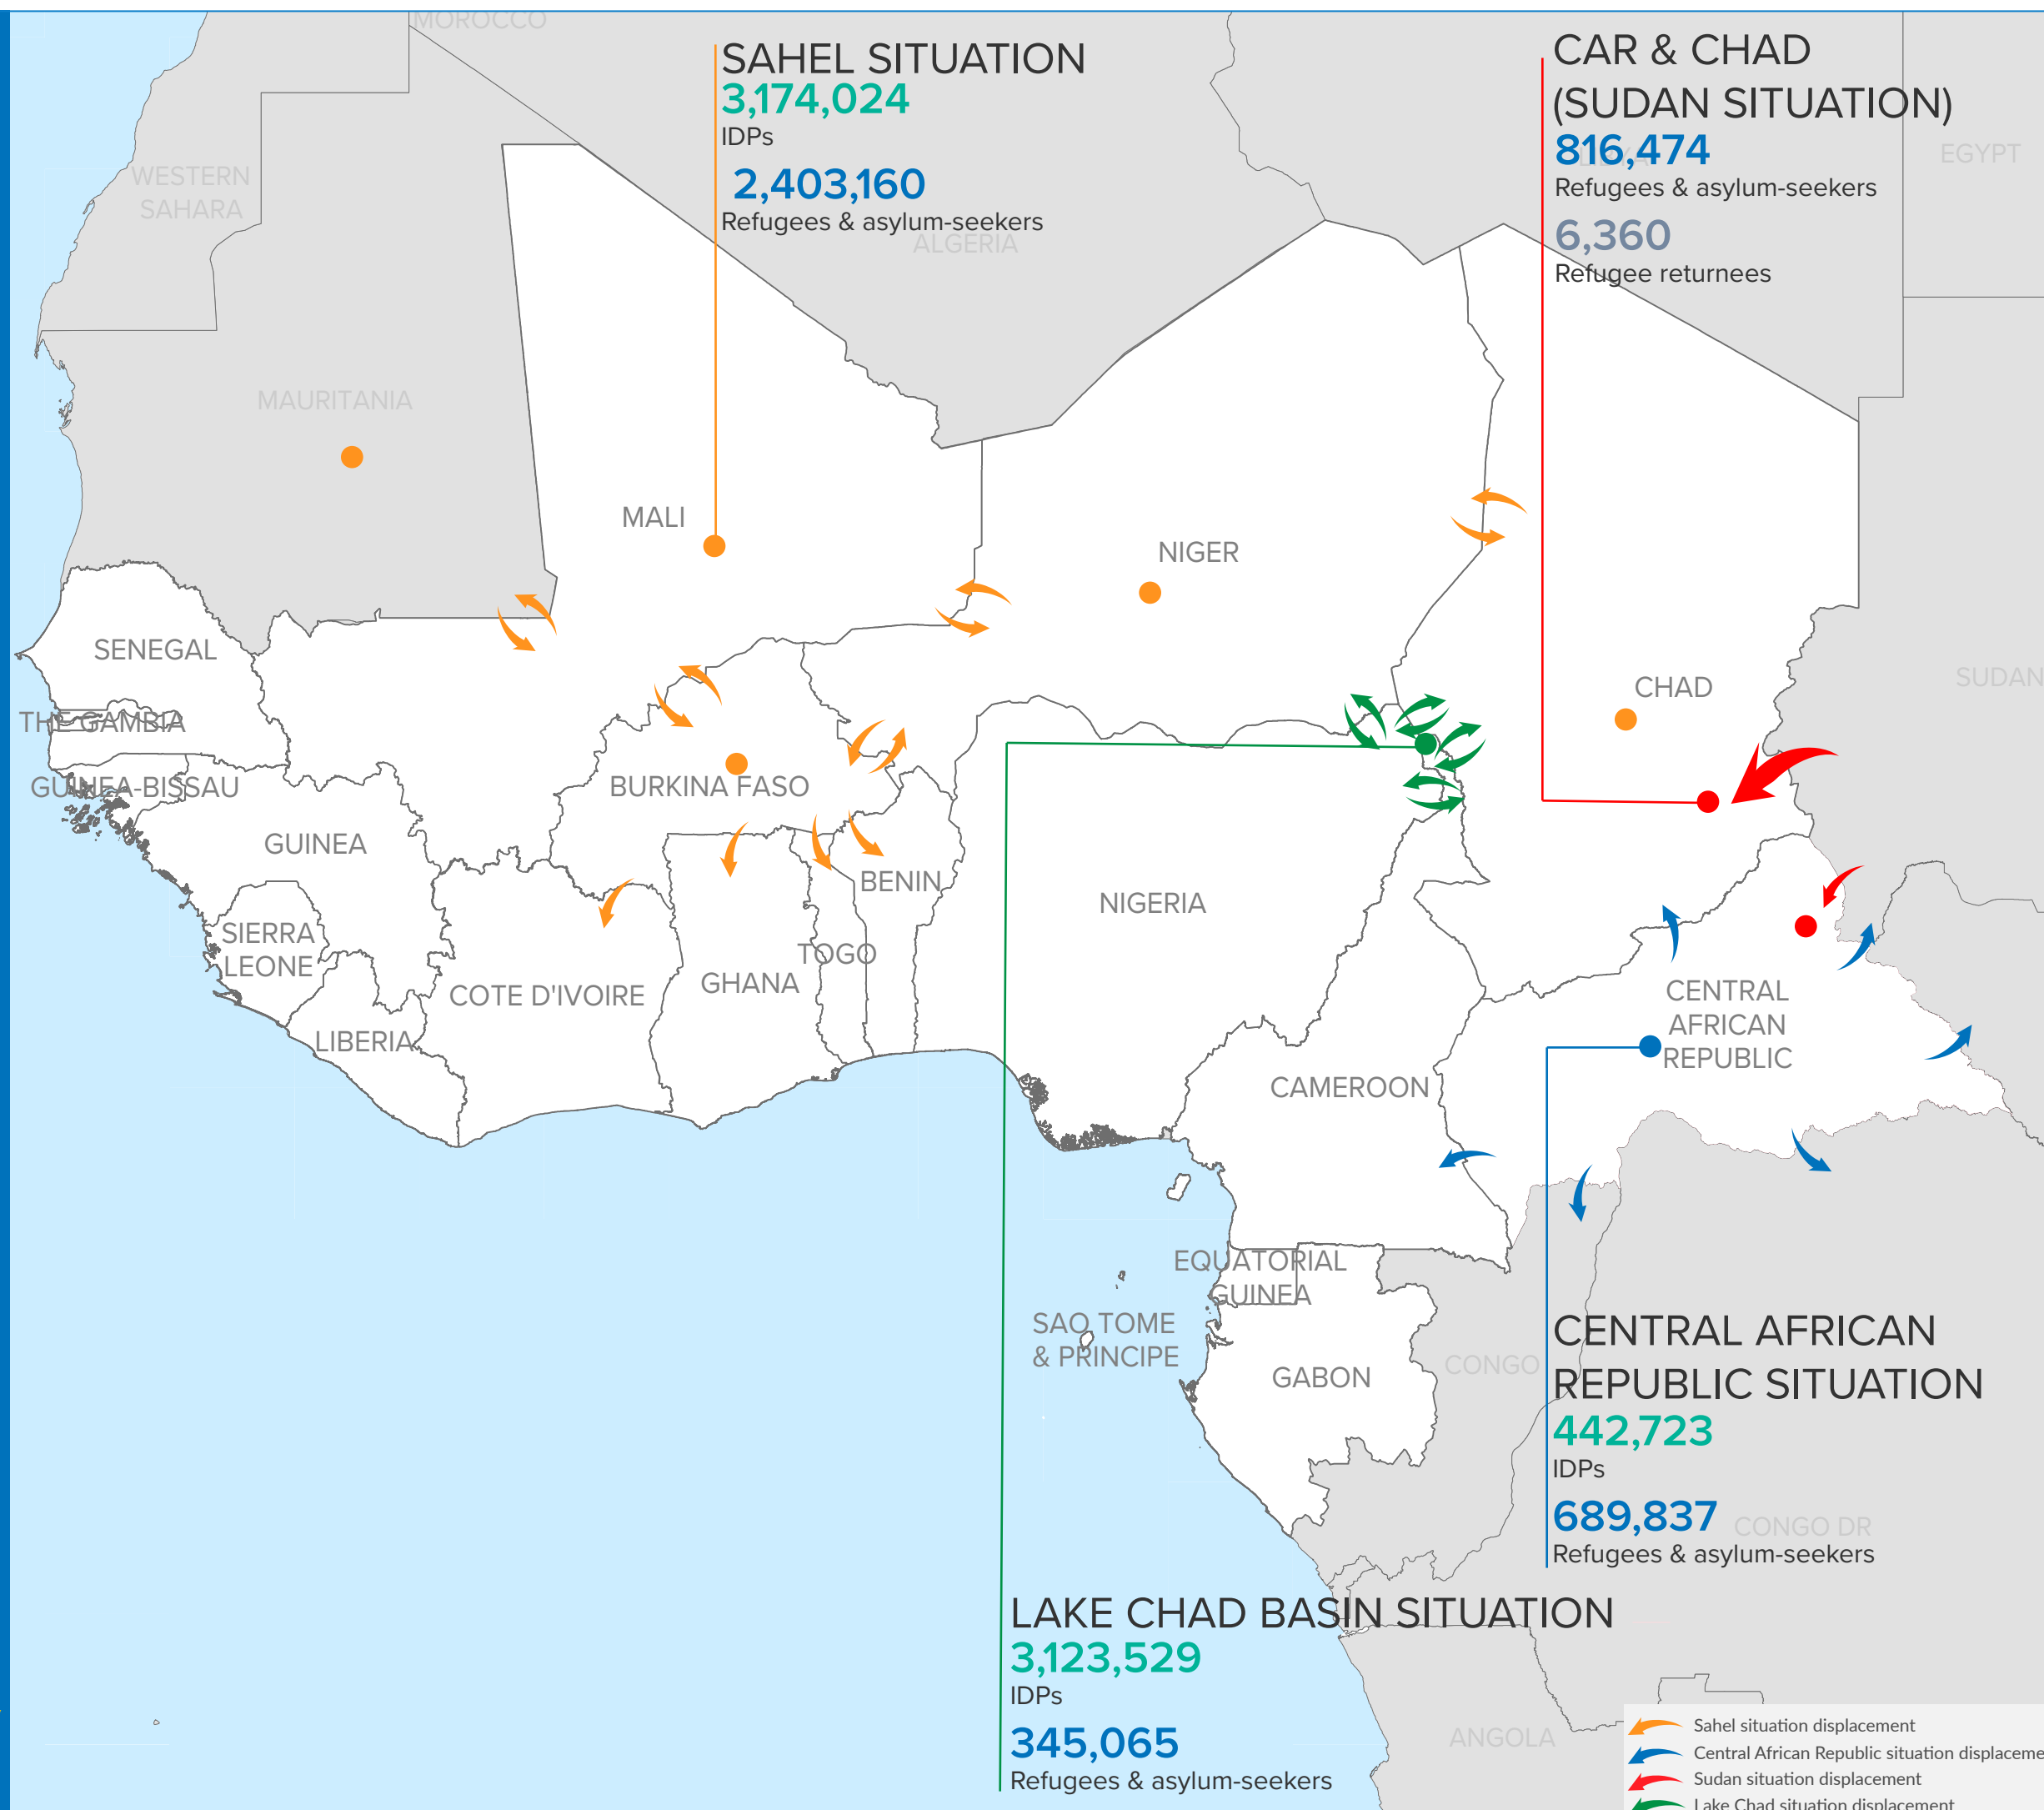 MOROCCO
SAHEL SITUATION
3,174,024
IDPs
2,403,160
Refugees & asylum-seekers
CAR & CHAD
(SUDAN SITUATION)
816,474
Refugees & asylum-seekers
6,360
Refugee returnees
WESTERN
SAHARA
ALGERIA
LIBYA
EGYPT
MAURITANIA
MALI
NIGER
CHAD
SUDAN
SENEGAL
THE GAMBIA
GUINEA-BISSAU
GUINEA
SIERRA
LEONE
LIBERIA
BURKINA FASO
COTE D'IVOIRE
GHANA
TOGO
BENIN
NIGERIA
CAMEROON
CENTRAL
AFRICAN
REPUBLIC
EQUATORIAL
GUINEA
SAO TOME
& PRINCIPE
GABON
CONGO
CENTRAL AFRICAN
REPUBLIC SITUATION
442,723
IDPs
689,837
Refugees & asylum-seekers
CONGO DR
LAKE CHAD BASIN SITUATION
3,123,529
IDPs
345,065
Refugees & asylum-seekers
ANGOLA
Sahel situation displacement
Central African Republic situation displaceme
Sudan situation displacement
Lake Chad situation displacement